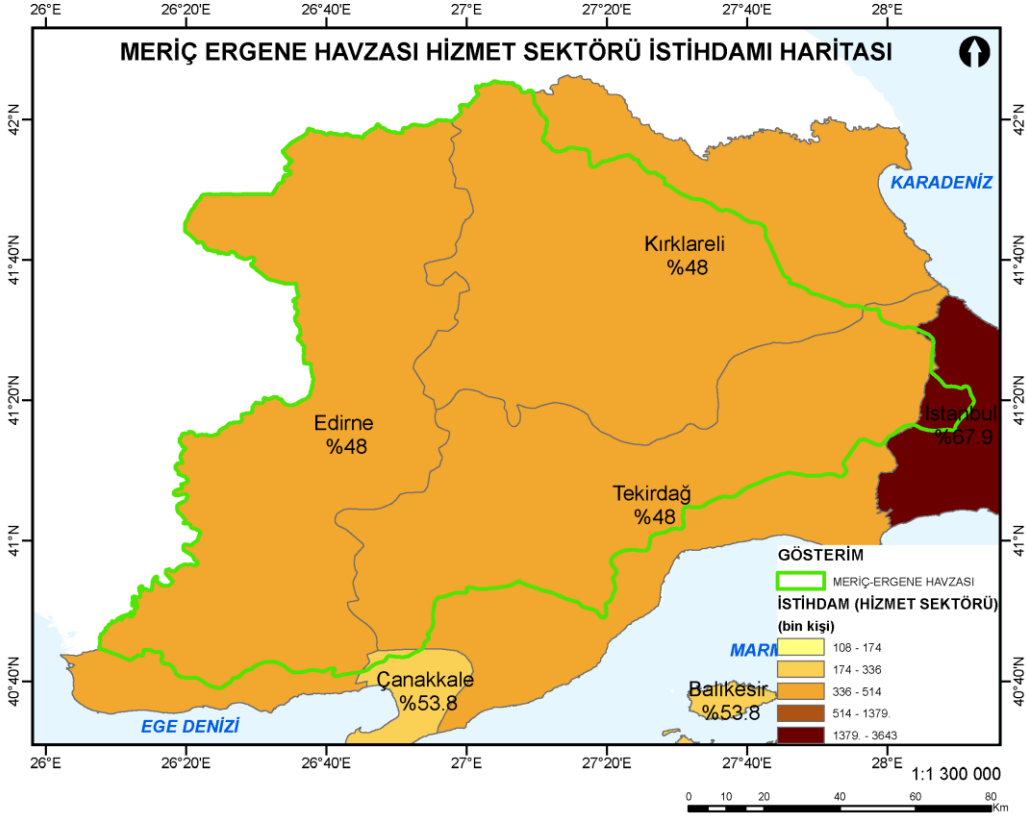 26°E 26°20'E 26°40'E 27°E 27°20'E 27°40'E 28°E
MERİÇ ERGENE HAVZASI HİZMET SEKTÖRÜ İSTİHDAMI HARİTASI
42°N 42°N
KARADENİZ
Kırklareli
%48
41°40'N 41°40'N
41°20'N 41°20'N
Edirne
%48
İstanbul
%67.9
Tekirdağ
%48
41°N 41°N
GÖSTERİM
MERİÇ-ERGENE HAVZASI
İSTİHDAM (HİZMET SEKTÖRÜ)
(bin kişi)
108 - 174
174 - 336
336 - 514
514 - 1379.
1379. - 3643
MARM
40°40'N 40°40'N
Çanakkale
%53.8
Balıkesir
%53.8
EGE DENİZİ
26°E 26°20'E 26°40'E 27°E 27°20'E 27°40'E 28°E
1:1 300 000
0 10 20 40 60 80
Km